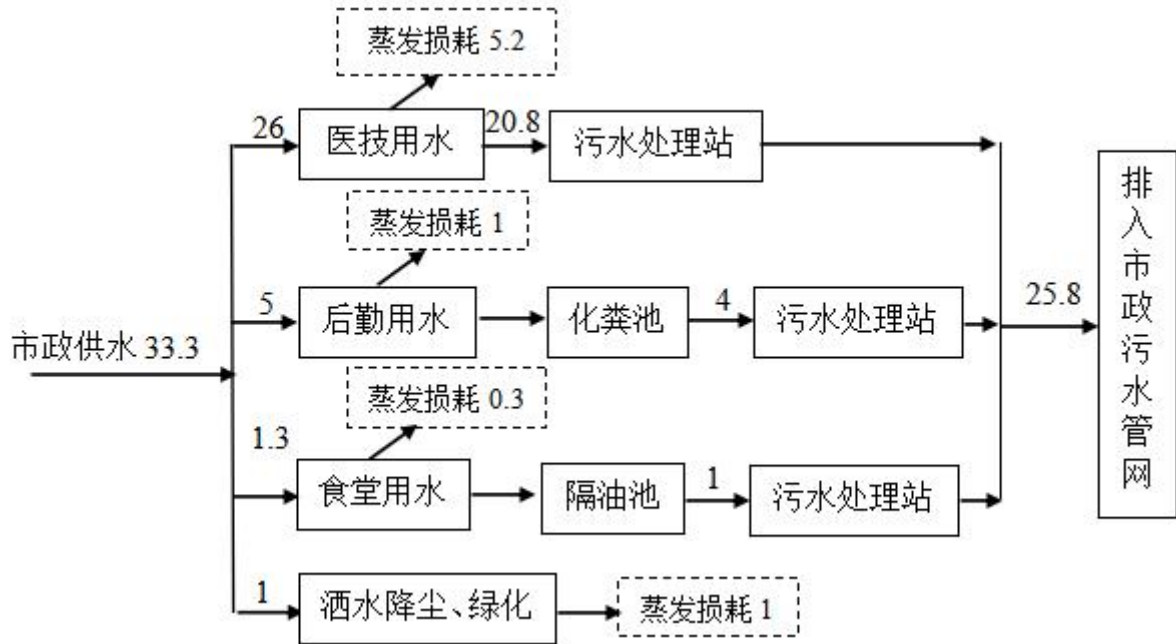 蒸发损耗 5.2
26
医技用水
20.8
污水处理站
蒸发损耗 1
5
后勤用水
化粪池
4
污水处理站
25.8
排入市政污水管网
市政供水 33.3
蒸发损耗 0.3
1.3
食堂用水
隔油池
1
污水处理站
1
洒水降尘、绿化
蒸发损耗 1